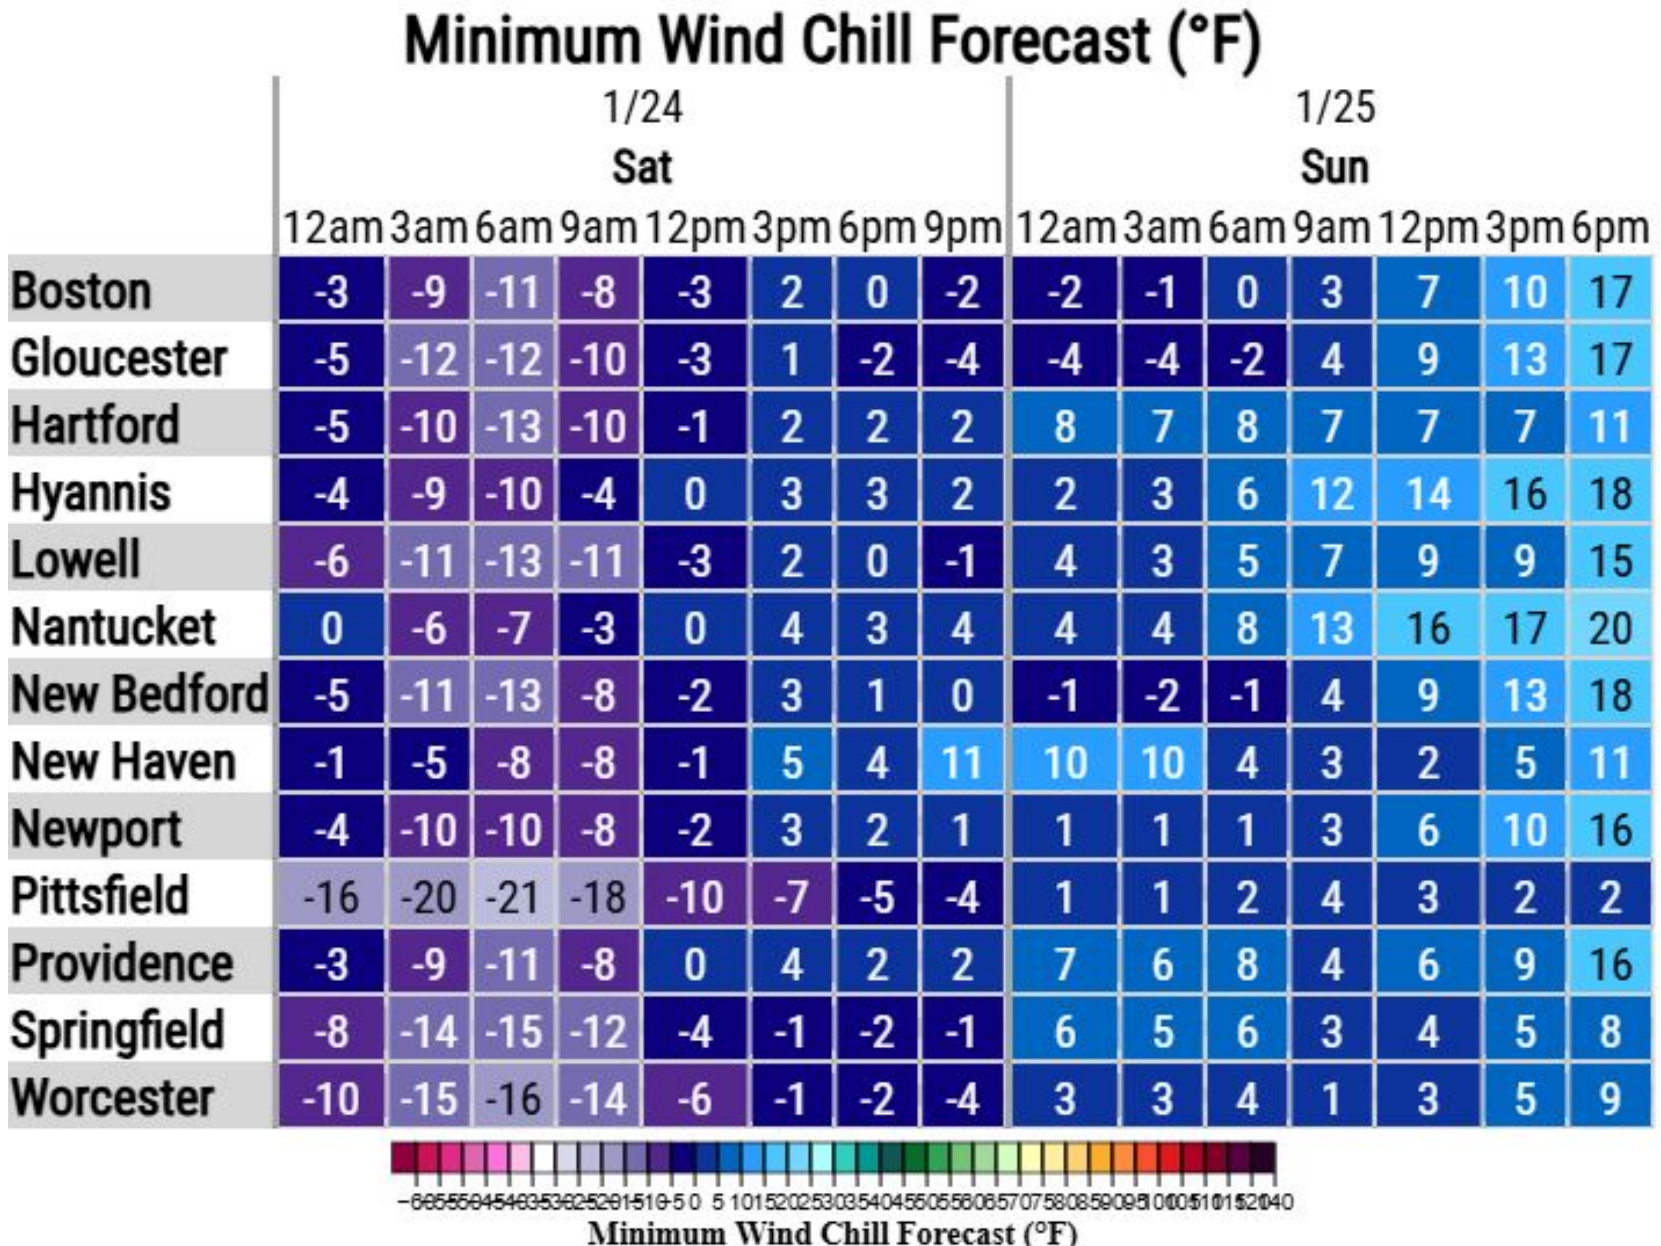 Minimum Wind Chill Forecast (°F)
1/24 1/25
Sat Sun
12am 3am 6am 9am 12pm 3pm 6pm 9pm 12am 3am 6am 9am 12pm 3pm 6pm
Boston -3 -9 -11 -8 -3 2 0 -2 -2 -1 0 3 7 10 17
Gloucester -5 -12 -12 -10 -3 1 -2 -4 -4 -4 -2 4 9 13 17
Hartford -5 -10 -13 -10 -1 2 2 2 8 7 8 7 7 7 11
Hyannis -4 -9 -10 -4 0 3 3 2 2 3 6 12 14 16 18
Lowell -6 -11 -13 -11 -3 2 0 -1 4 3 5 7 9 9 15
Nantucket 0 -6 -7 -3 0 4 3 4 4 4 8 13 16 17 20
New Bedford -5 -11 -13 -8 -2 3 1 0 -1 -2 -1 4 9 13 18
New Haven -1 -5 -8 -8 -1 5 4 11 10 10 4 3 2 5 11
Newport -4 -10 -10 -8 -2 3 2 1 1 1 1 3 6 10 16
Pittsfield -16 -20 -21 -18 -10 -7 -5 -4 1 1 2 4 3 2 2
Providence -3 -9 -11 -8 0 4 2 2 7 6 8 4 6 9 16
Springfield -8 -14 -15 -12 -4 -1 -2 -1 6 5 6 3 4 5 8
Worcester -10 -15 -16 -14 -6 -1 -2 -4 3 3 4 1 3 5 9
0 5 10
Minimum Wind Chill Forecast (°F)